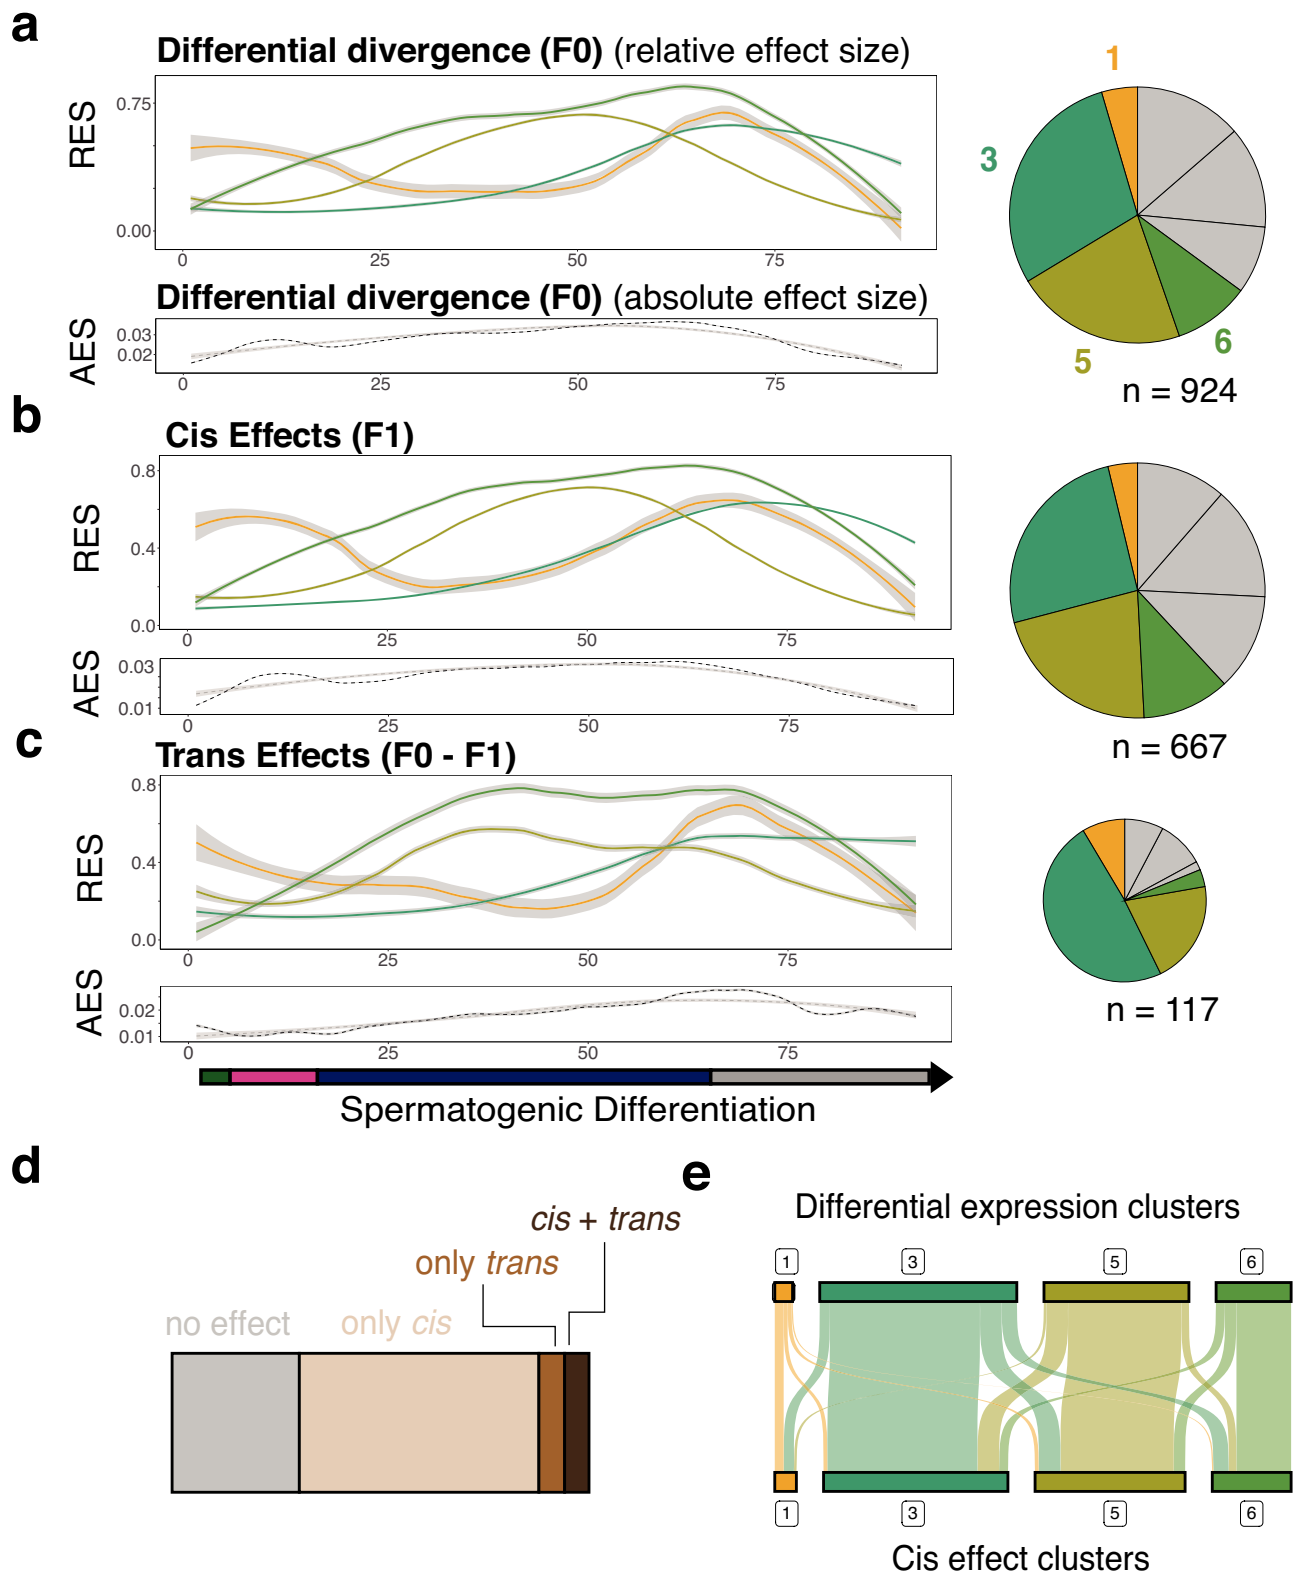 a
Differential divergence (F0) (relative effect size)
RES
0.75
0.00
0 25 50 75
1
3
5
6
n = 924
Differential divergence (F0) (absolute effect size)
AES
0.03
0.02
0 25 50 75
b
Cis Effects (F1)
RES
0.8
0.4
0.0
0 25 50 75
n = 667
AES
0.03
0.01
0 25 50 75
c
Trans Effects (F0 - F1)
RES
0.8
0.4
0.0
0 25 50 75
n = 117
AES
0.02
0.01
0 25 50 75
Spermatogenic Differentiation
d
cis + trans
only trans
no effect only cis
e
Differential expression clusters
1 3 5 6
1 3 5 6
Cis effect clusters